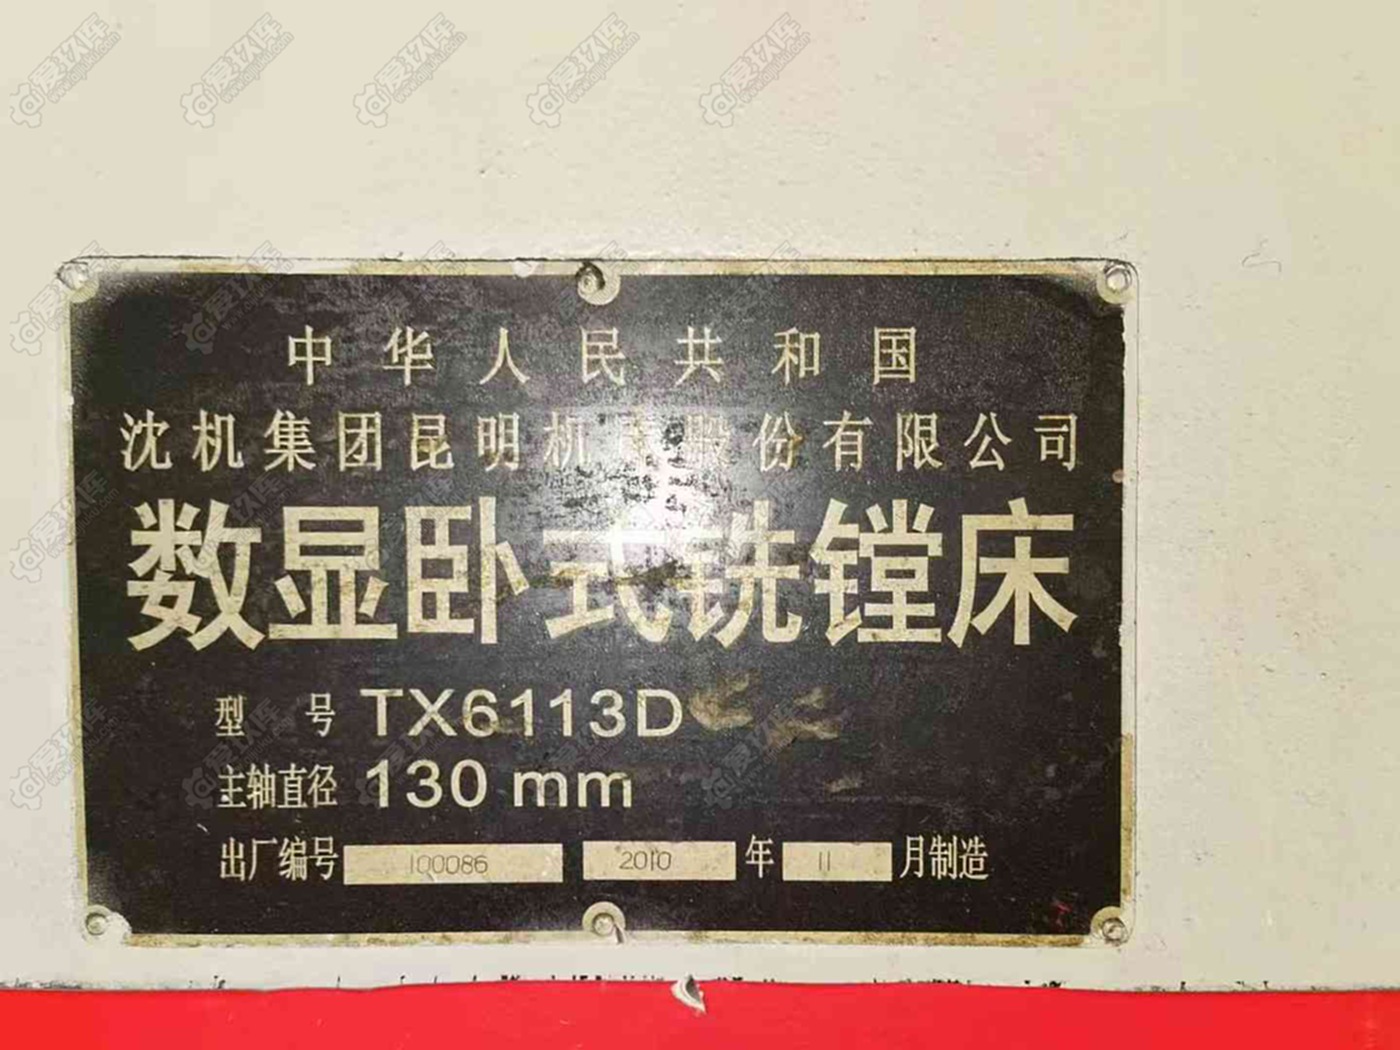 中华人民共和国
沈机集团昆明机床股份有限公司
数显卧式铣镗床
型 号 TX6113D
主轴直径 130 mm
出厂编号 100086 2010 年 11 月制造